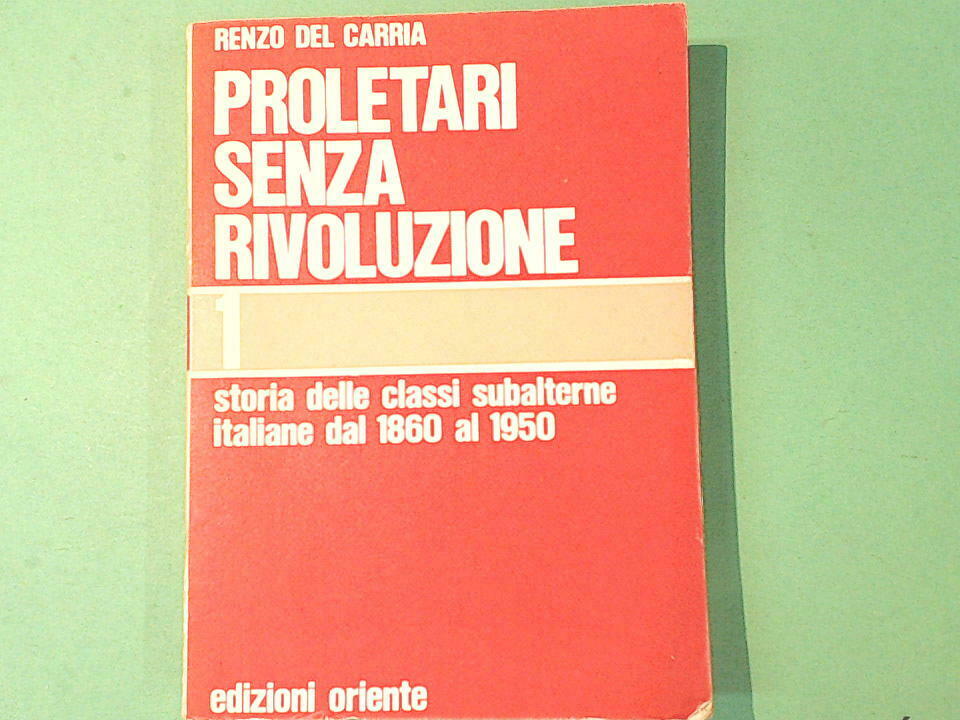 RENZO DEL CARRIA
PROLETARI
SENZA
RIVOLUZIONE
1
storia delle classi subalterne
italiane dal 1860 al 1950
edizioni oriente